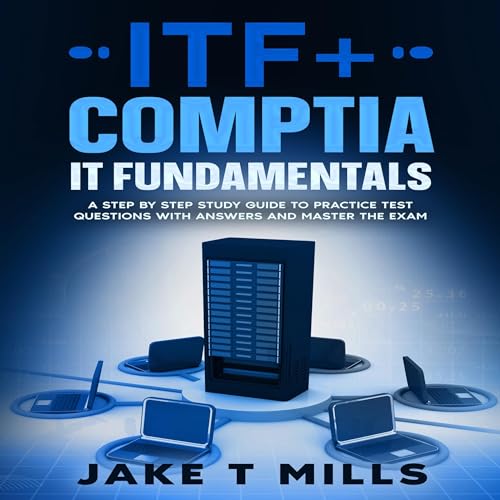 ITF+
COMPTIA
IT FUNDAMENTALS
A STEP BY STEP STUDY GUIDE TO PRACTICE TEST
QUESTIONS WITH ANSWERS AND MASTER THE EXAM
JAKE T MILLS